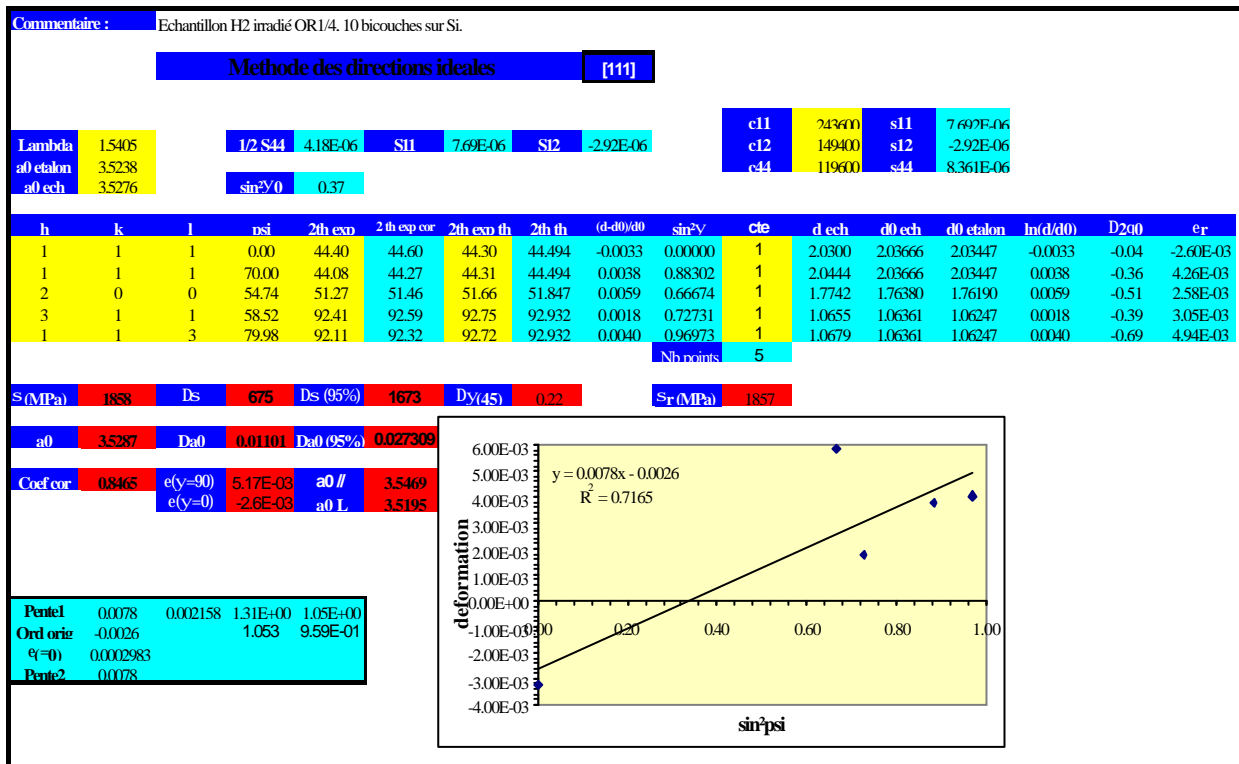 Commentaire : Echantillon H2 irradié OR1/4. 10 bicouches sur Si.
Methode des directions ideales [111]
c11 243600 s11 7.692E-06
Lambda 1.5405 1/2 S44 4.18E-06 S11 7.69E-06 S12 -2.92E-06 c12 149400 s12 -2.92E-06
a0 etalon 3.5238 c44 119600 s44 8.361E-06
a0 ech 3.5276 sin²y0 0.37
h k l psi 2th exp 2 th exp cor 2th exp th 2th th (d-d0)/d0 sin²y cte d ech d0 ech d0 etalon ln(d/d0) D2q0 er
1 1 1 0.00 44.40 44.60 44.30 44.494 -0.0033 0.00000 1 2.0300 2.03666 2.03447 -0.0033 -0.04 -2.60E-03
1 1 1 70.00 44.08 44.27 44.31 44.494 0.0038 0.88302 1 2.0444 2.03666 2.03447 0.0038 -0.36 4.26E-03
2 0 0 54.74 51.27 51.46 51.66 51.847 0.0059 0.66674 1 1.7742 1.76380 1.76190 0.0059 -0.51 2.58E-03
3 1 1 58.52 92.41 92.59 92.75 92.932 0.0018 0.72731 1 1.0655 1.06361 1.06247 0.0018 -0.39 3.05E-03
1 1 3 79.98 92.11 92.32 92.72 92.932 0.0040 0.96973 1 1.0679 1.06361 1.06247 0.0040 -0.69 4.94E-03
Nb points 5
s (MPa) 1858 Ds 675 Ds (95%) 1673 Dy(45) 0.22 sr (MPa) 1857
a0 3.5287 Da0 0.01101 Da0 (95%) 0.027309
Coef cor 0.8465 e(y=90) 5.17E-03 a0 // 3.5469
e(y=0) -2.6E-03 a0 L 3.5195
6.00E-03
5.00E-03
4.00E-03
3.00E-03
2.00E-03
1.00E-03
0.00E+00
-1.00E-03
-2.00E-03
-3.00E-03
-4.00E-03
y = 0.0078x - 0.0026
R² = 0.7165
deformation
0.00 0.20 0.40 0.60 0.80 1.00
sin²psi
Pente1 0.0078 0.002158 1.31E+00 1.05E+00
Ord orig -0.0026 1.053 9.59E-01
e(=0) 0.0002983
Pente2 0.0078